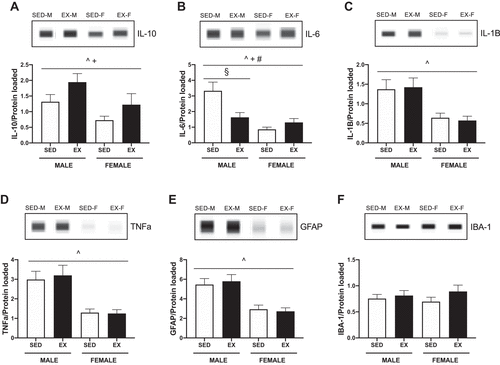 A
SED-M EX-M SED-F EX-F
IL-10
^ +
IL-10/Protein loaded
2.5
2.0
1.5
1.0
0.5
0.0
SED EX SED EX
MALE FEMALE
B
SED-M EX-M SED-F EX-F
IL-6
^ + #
§
IL-6/Protein loaded
5
4
3
2
1
0
SED EX SED EX
MALE FEMALE
C
SED-M EX-M SED-F EX-F
IL-1B
^
IL-1B/Protein loaded
2.0
1.5
1.0
0.5
0.0
SED EX SED EX
MALE FEMALE
D
SED-M EX-M SED-F EX-F
TNFa
^
TNFa/Protein loaded
4
3
2
1
0
SED EX SED EX
MALE FEMALE
E
SED-M EX-M SED-F EX-F
GFAP
^
GFAP/Protein loaded
8
6
4
2
0
SED EX SED EX
MALE FEMALE
F
SED-M EX-M SED-F EX-F
IBA-1
IBA-1/Protein loaded
1.5
1.0
0.5
0.0
SED EX SED EX
MALE FEMALE